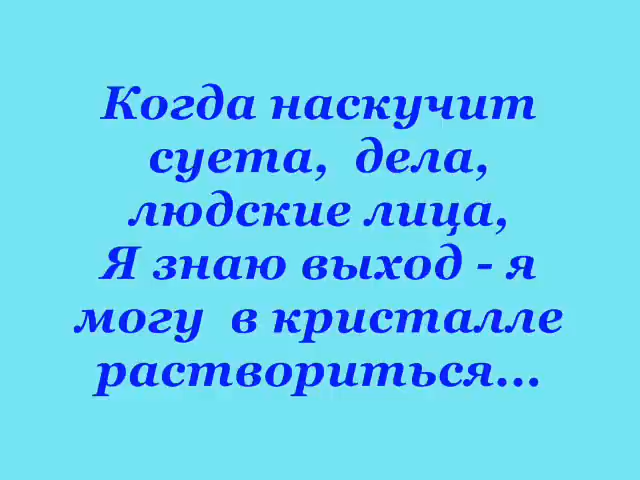 Когда наскучит
суета,  дела,
людские лица,
Я знаю выход - я
могу  в кристалле
раствориться...